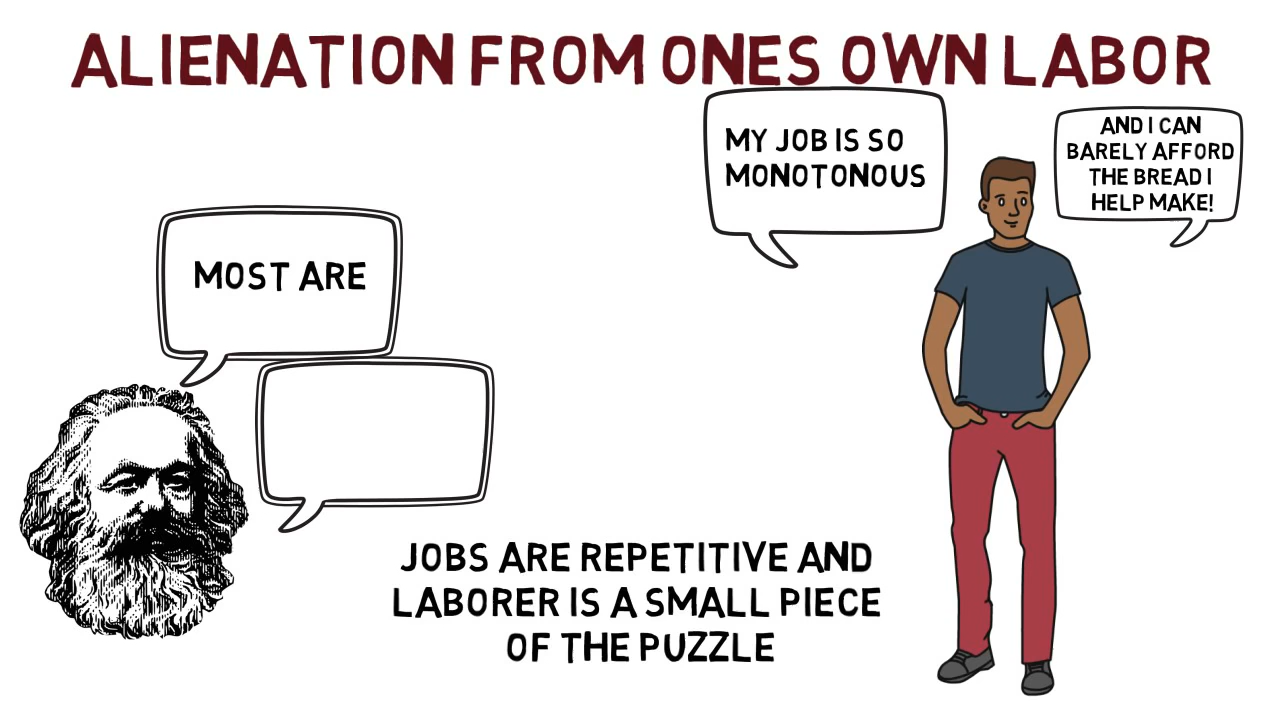 ALIENATION FROM ONES OWN LABOR
MY JOB IS SO
MONOTONOUS
AND I CAN
BARELY AFFORD
THE BREAD I
HELP MAKE!
MOST ARE
JOBS ARE REPETITIVE AND
LABORER IS A SMALL PIECE
OF THE PUZZLE